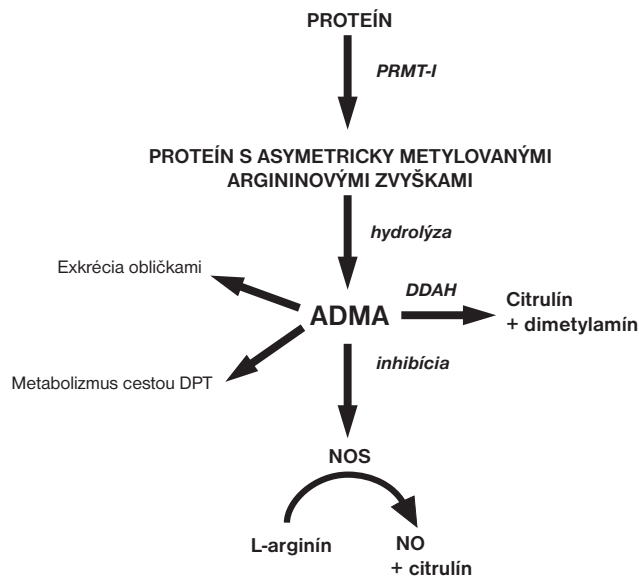 PROTEÍN
PRMT-I
PROTEÍN S ASYMETRICKY METYLOVANÝMI
ARGININOVÝMI ZVYŠKAMI
hydrolýza
Exkrécia obličkami
DDAH
ADMA
Citrulín
+ dimetylamín
inhibícia
Metabolizmus cestou DPT
NOS
L-arginín
NO
+ citrulín